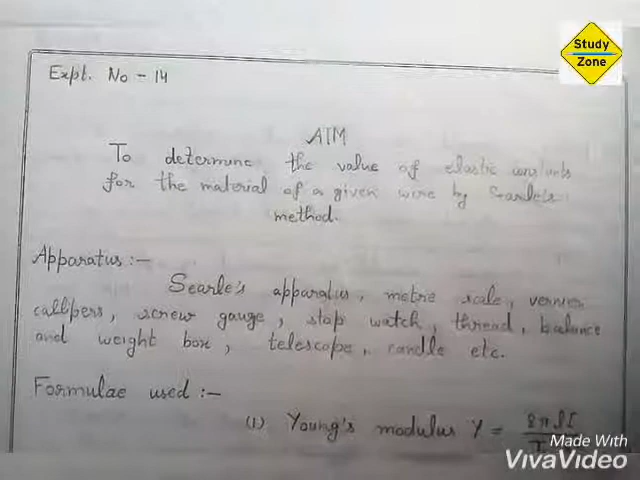 Study
Zone
Expt. No - 14
AIM
To determine the value of elastic constants
for the material of a given wire by Searle's
method.
Apparatus :-
Searle's apparatus, metre scale, vernier
callipers, screw gauge, stop watch, thread, balance
and weight box, telescope, candle etc.
Formulae used :-
(1) Young's modulus Y = 8πlI
Made With
VivaVideo